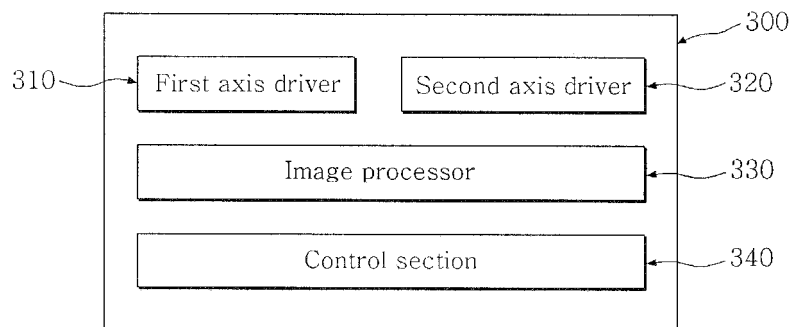 300
310 First axis driver Second axis driver 320
Image processor 330
Control section 340